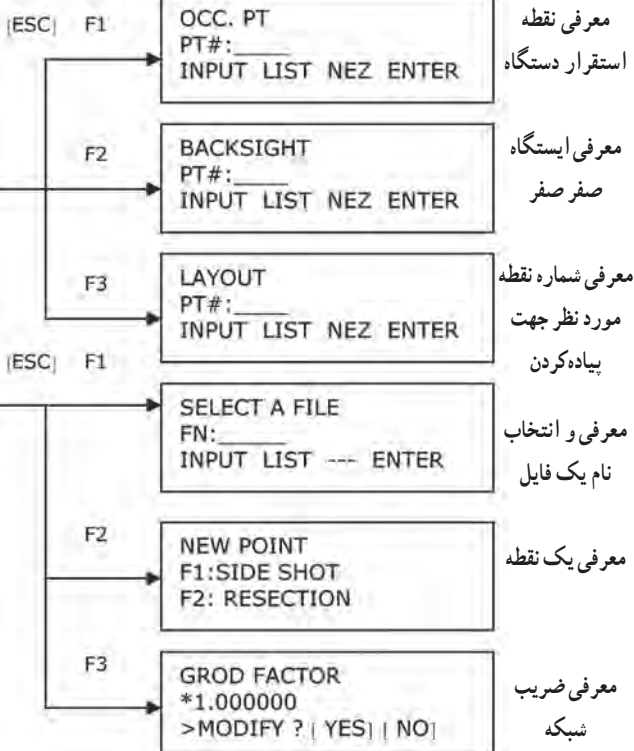 [ESC] F1
OCC. PT
PT#:____
INPUT LIST NEZ ENTER
معرفی نقطه
استقرار دستگاه
F2
BACKSIGHT
PT#:____
INPUT LIST NEZ ENTER
معرفی ایستگاه
صفر صفر
F3
LAYOUT
PT#:____
INPUT LIST NEZ ENTER
معرفی شماره نقطه
مورد نظر جهت
پیاده‌کردن
[ESC] F1
SELECT A FILE
FN:_____
INPUT LIST --- ENTER
معرفی و انتخاب
نام یک فایل
F2
NEW POINT
F1:SIDE SHOT
F2: RESECTION
معرفی یک نقطه
F3
GROD FACTOR
*1.000000
>MODIFY ? [ YES] [ NO]
معرفی ضریب
شبکه